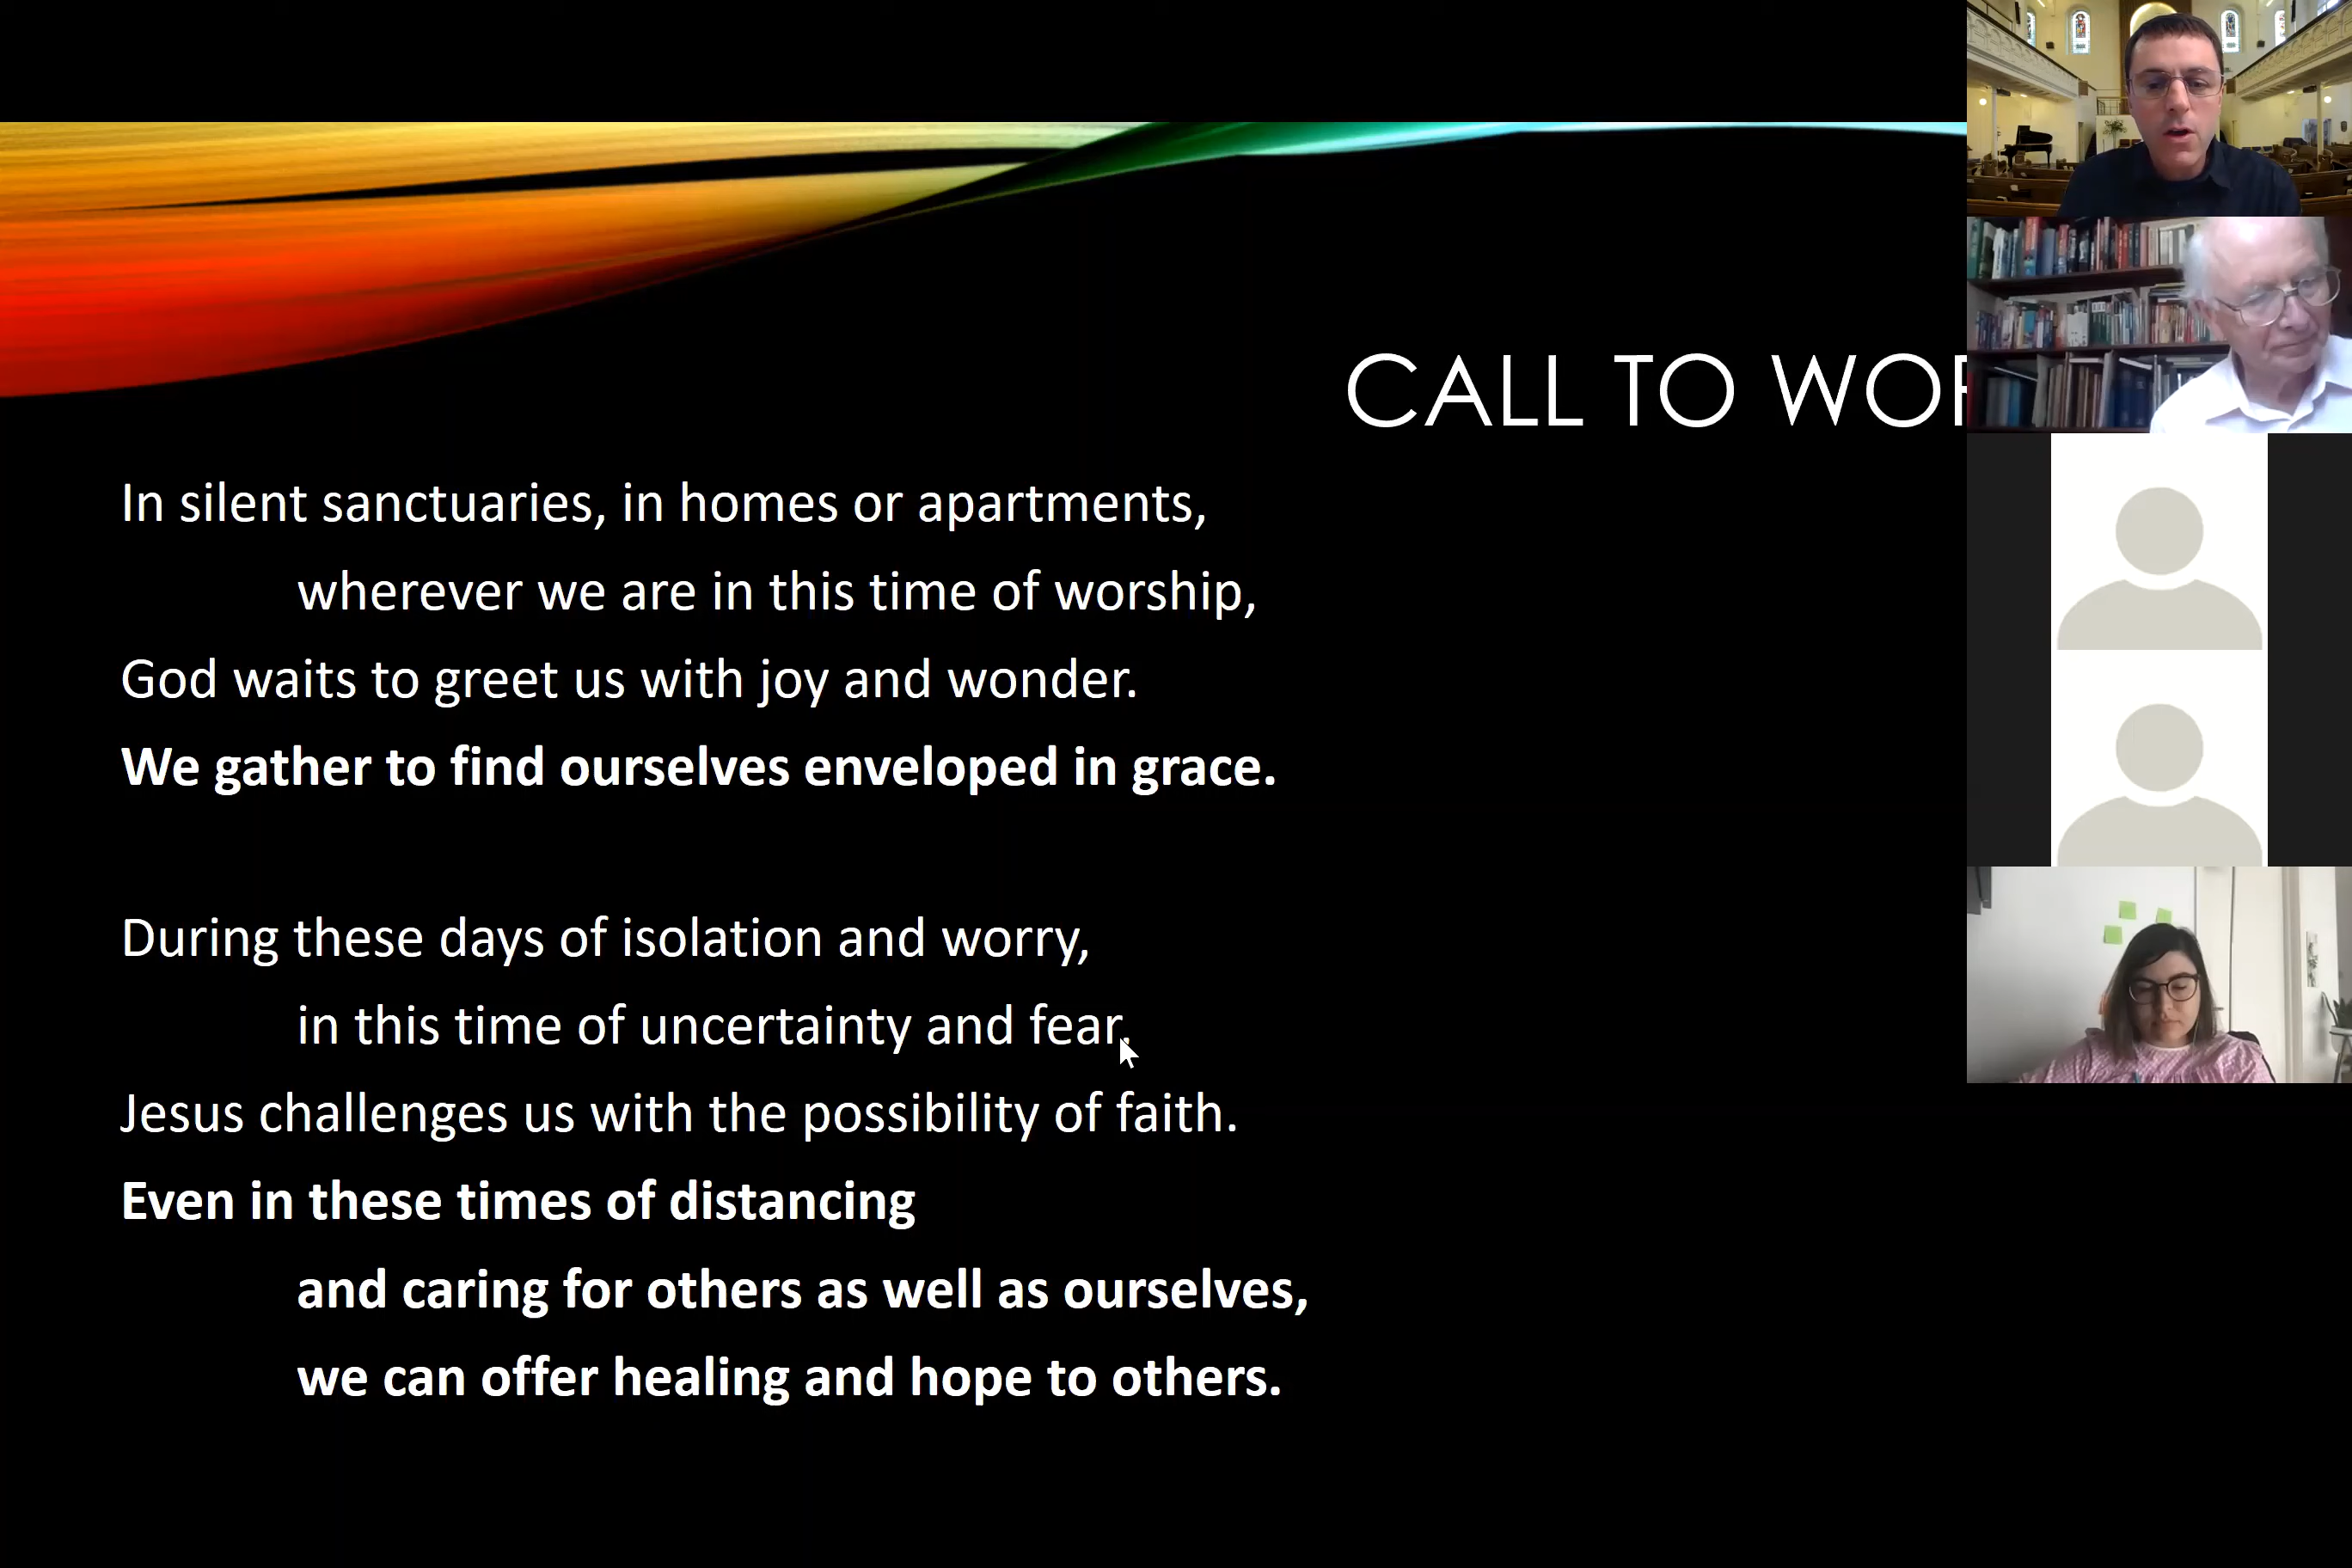 CALL TO WOR
In silent sanctuaries, in homes or apartments,
wherever we are in this time of worship,
God waits to greet us with joy and wonder.
We gather to find ourselves enveloped in grace.
During these days of isolation and worry,
in this time of uncertainty and fear,
Jesus challenges us with the possibility of faith.
Even in these times of distancing
and caring for others as well as ourselves,
we can offer healing and hope to others.